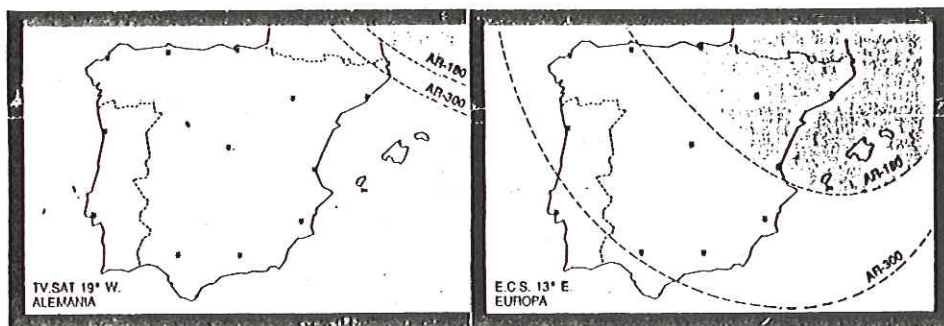 AR-180
AR-300
TV.SAT 19° W.
ALEMANIA
AR-180
AR-300
E.C.S. 13° E.
EUROPA